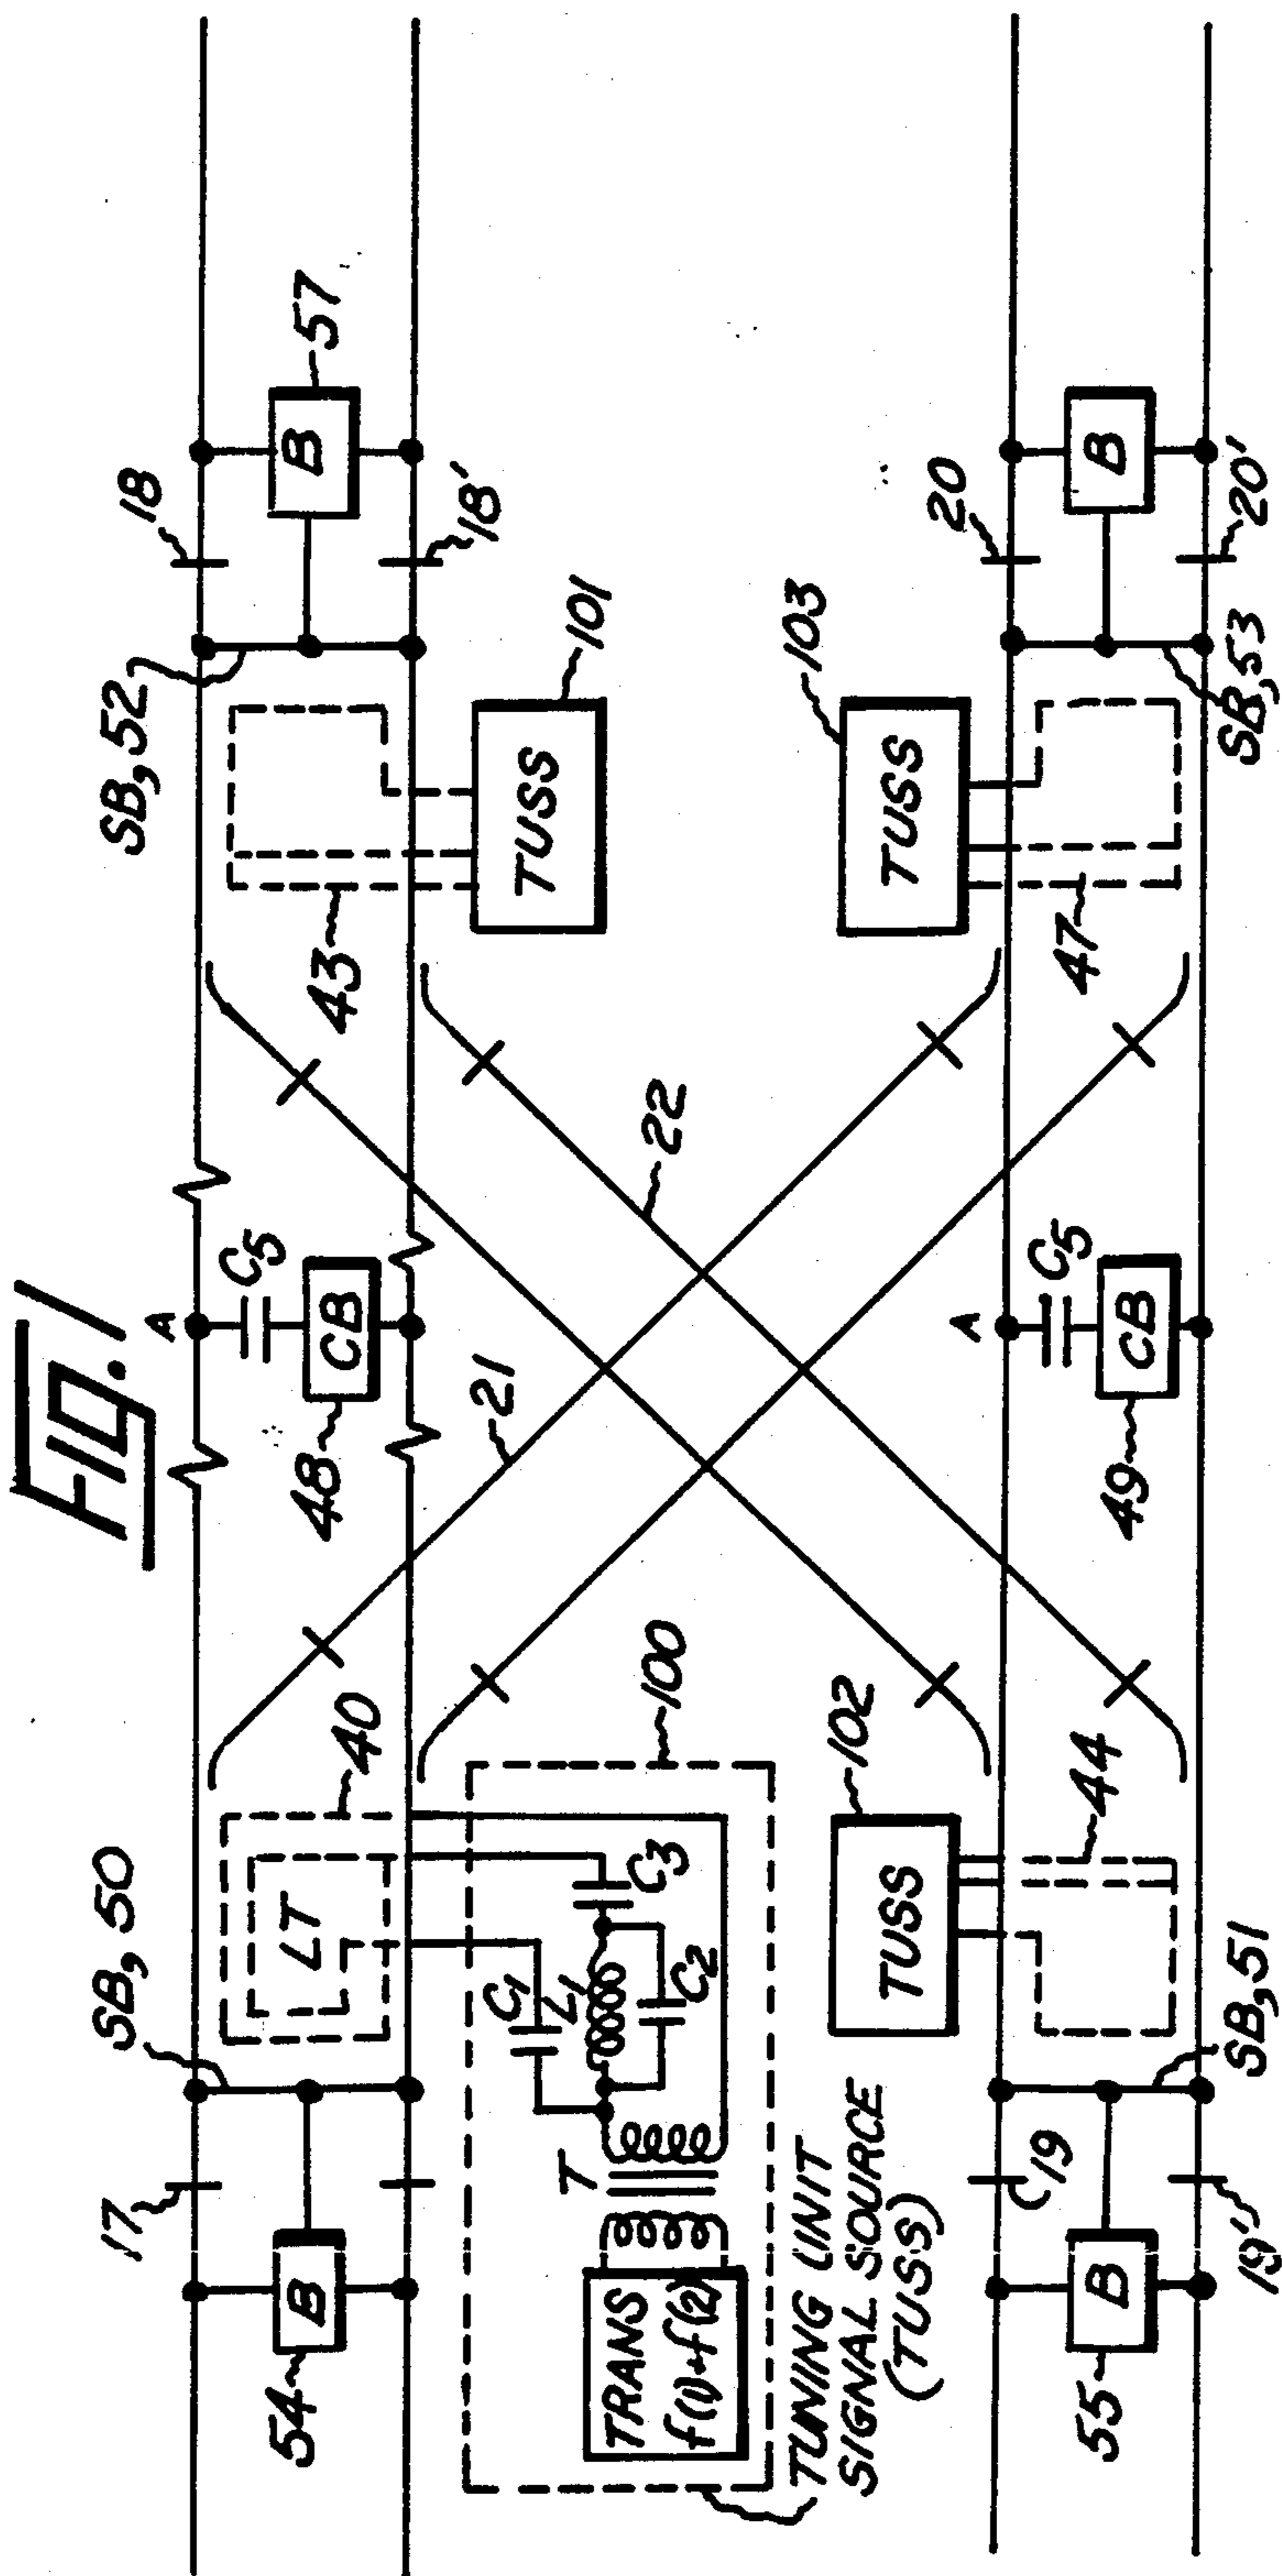 FIG. 1
SB, 50
17
54
B
LT
40
A
C5
48
CB
21
22
43
SB, 52
18
18'
B
57
TUSS
101
100
C1
L1
C2
C3
T
TRANS
f(1)+f(2)
TUNING UNIT
SIGNAL SOURCE
(TUSS)
102
TUSS
103
TUSS
44
SB, 51
19
19'
55
B
A
C5
49
CB
47
SB, 53
20
20'
B